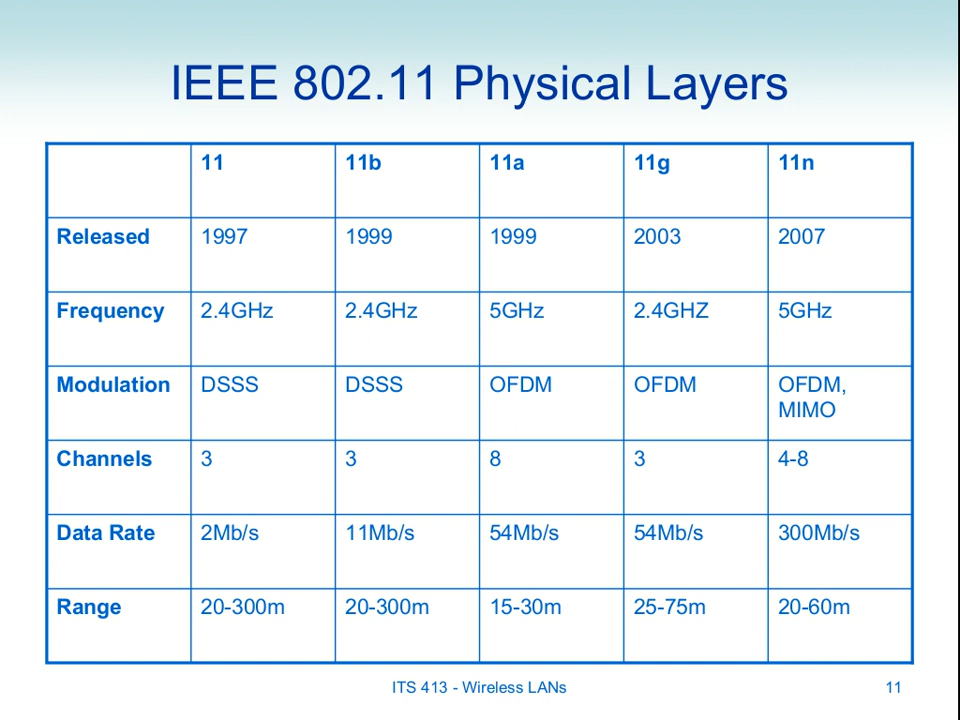 IEEE 802.11 Physical Layers
11 11b 11a 11g 11n
Released 1997 1999 1999 2003 2007
Frequency 2.4GHz 2.4GHz 5GHz 2.4GHZ 5GHz
Modulation DSSS DSSS OFDM OFDM OFDM,
MIMO
Channels 3 3 8 3 4-8
Data Rate 2Mb/s 11Mb/s 54Mb/s 54Mb/s 300Mb/s
Range 20-300m 20-300m 15-30m 25-75m 20-60m
ITS 413 - Wireless LANs 11